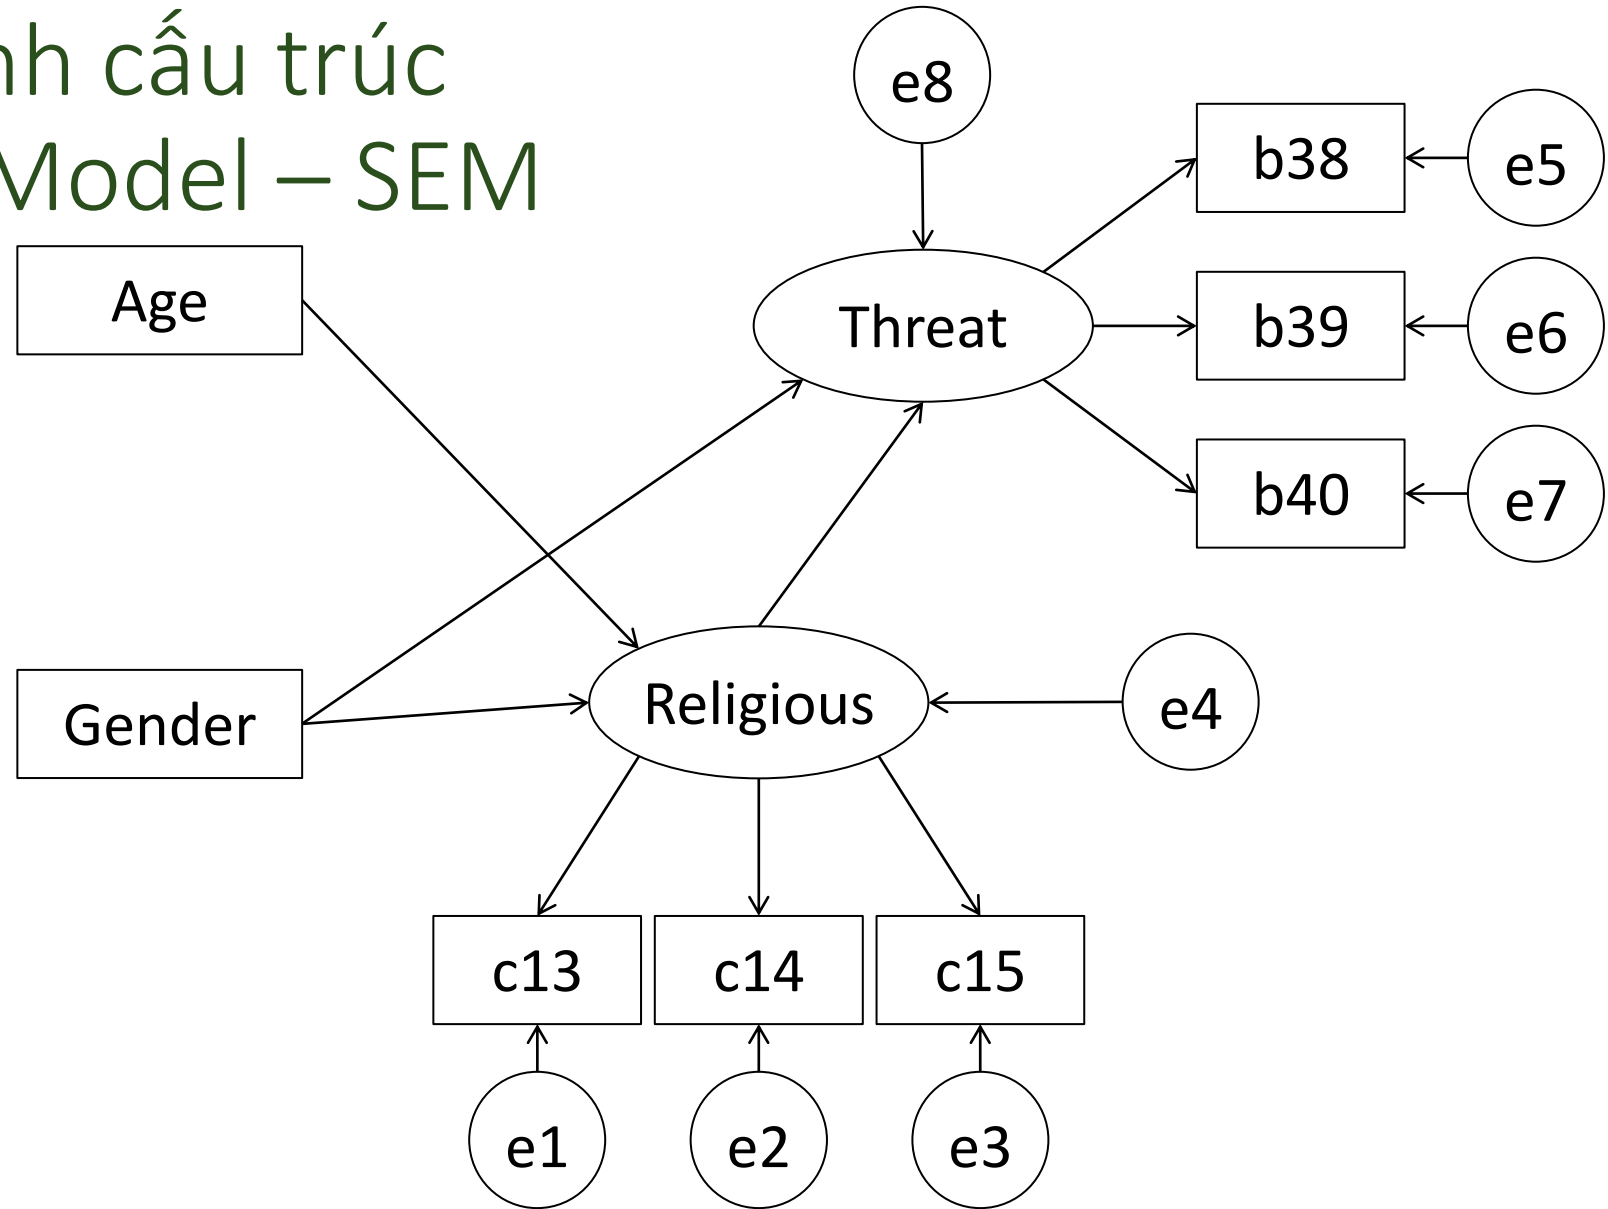 nh cấu trúc
Model – SEM
e8
b38
e5
Age
Threat
b39
e6
b40
e7
Gender
Religious
e4
c13
c14
c15
e1
e2
e3